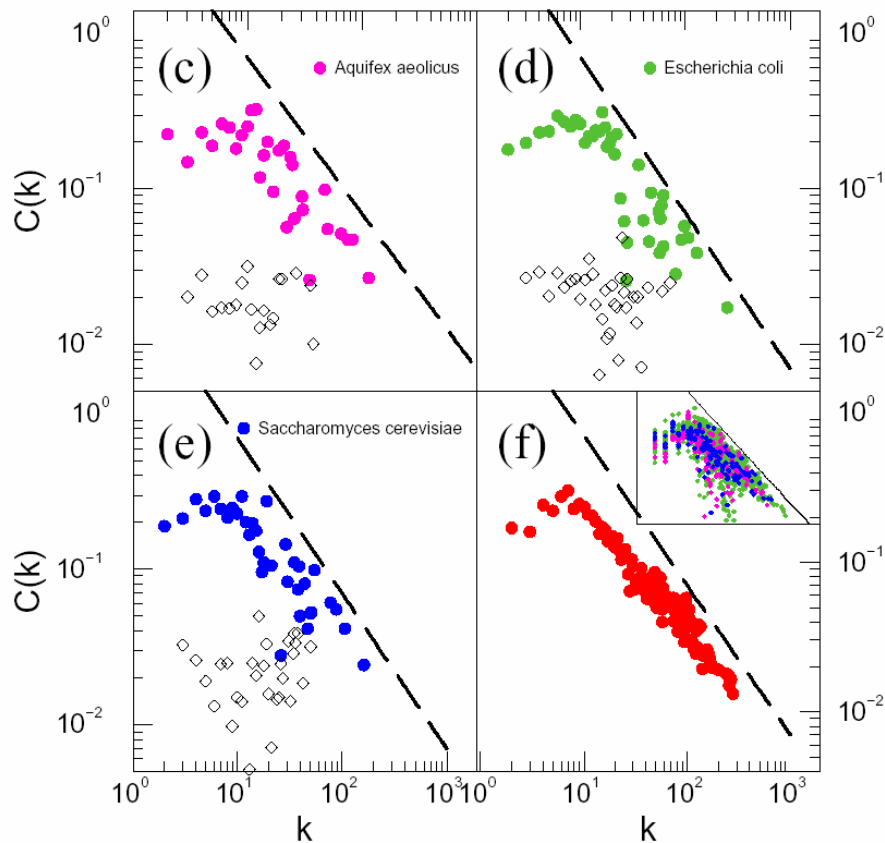 10⁰
(c)
Aquifex aeolicus
(d)
Escherichia coli
10⁰
C(k)
10⁻¹
10⁻¹
10⁻²
10⁻²
10⁰
(e)
Saccharomyces cerevisiae
(f)
10⁰
C(k)
10⁻¹
10⁻¹
10⁻²
10⁻²
10⁰
10¹
10²
10³
10⁰
10¹
10²
10³
k
k